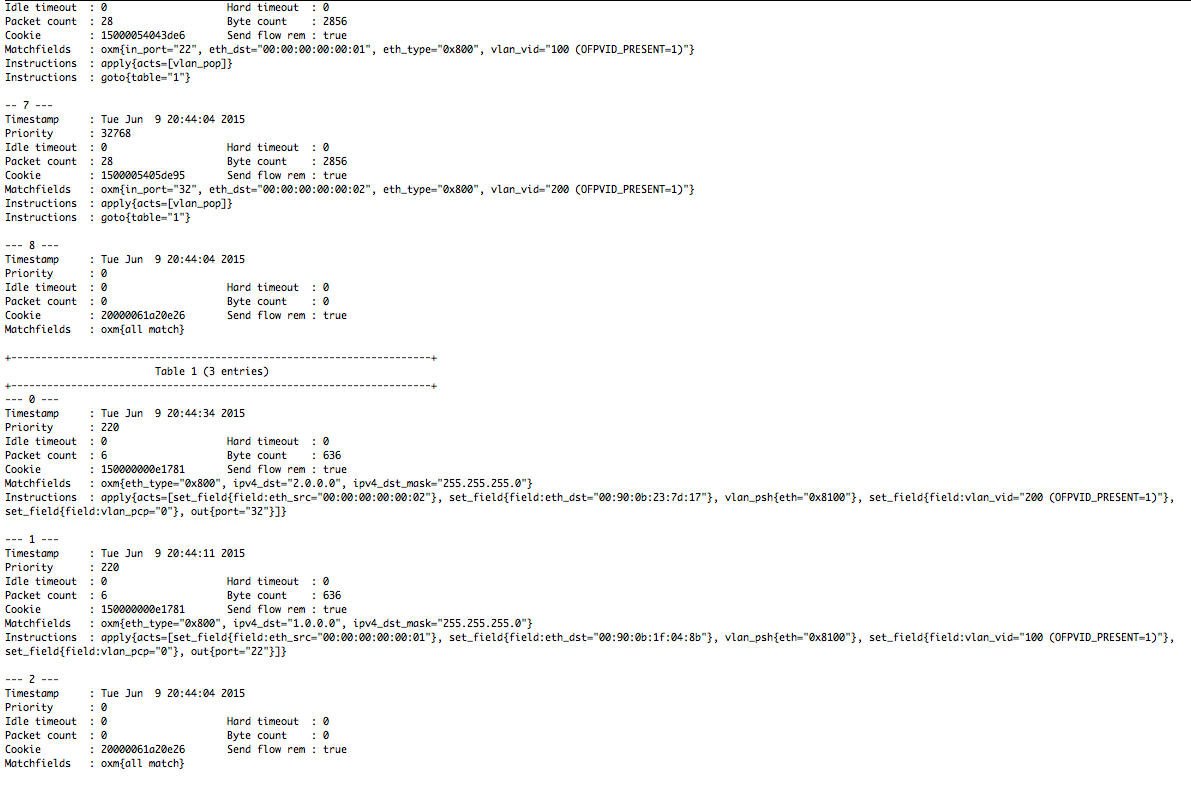 Idle timeout  : 0               Hard timeout  : 0
Packet count  : 28              Byte count    : 2856
Cookie        : 15000054043de6       Send flow rem : true
Matchfields   : oxm{in_port="22", eth_dst="00:00:00:00:00:01", eth_type="0x800", vlan_vid="100 (OFPVID_PRESENT=1)"}
Instructions  : apply{acts=[vlan_pop]}
Instructions  : goto{table="1"}
-- 7 ---
Timestamp     : Tue Jun  9 20:44:04 2015
Priority      : 32768
Idle timeout  : 0               Hard timeout  : 0
Packet count  : 28              Byte count    : 2856
Cookie        : 1500005405de95       Send flow rem : true
Matchfields   : oxm{in_port="32", eth_dst="00:00:00:00:00:02", eth_type="0x800", vlan_vid="200 (OFPVID_PRESENT=1)"}
Instructions  : apply{acts=[vlan_pop]}
Instructions  : goto{table="1"}
--- 8 ---
Timestamp     : Tue Jun  9 20:44:04 2015
Priority      : 0
Idle timeout  : 0               Hard timeout  : 0
Packet count  : 0               Byte count    : 0
Cookie        : 20000061a20e26       Send flow rem : true
Matchfields   : oxm{all match}
+----------------------------------------------------------------------+
Table 1 (3 entries)
+----------------------------------------------------------------------+
--- 0 ---
Timestamp     : Tue Jun  9 20:44:34 2015
Priority      : 220
Idle timeout  : 0               Hard timeout  : 0
Packet count  : 6               Byte count    : 636
Cookie        : 150000000e1781       Send flow rem : true
Matchfields   : oxm{eth_type="0x800", ipv4_dst="2.0.0.0", ipv4_dst_mask="255.255.255.0"}
Instructions  : apply{acts=[set_field{field:eth_src="00:00:00:00:00:02"}, set_field{field:eth_dst="00:90:0b:23:7d:17"}, vlan_psh{eth="0x8100"}, set_field{field:vlan_vid="200 (OFPVID_PRESENT=1)"},
set_field{field:vlan_pcp="0"}, out{port="32"}]}
--- 1 ---
Timestamp     : Tue Jun  9 20:44:11 2015
Priority      : 220
Idle timeout  : 0               Hard timeout  : 0
Packet count  : 6               Byte count    : 636
Cookie        : 150000000e1781       Send flow rem : true
Matchfields   : oxm{eth_type="0x800", ipv4_dst="1.0.0.0", ipv4_dst_mask="255.255.255.0"}
Instructions  : apply{acts=[set_field{field:eth_src="00:00:00:00:00:01"}, set_field{field:eth_dst="00:90:0b:1f:04:8b"}, vlan_psh{eth="0x8100"}, set_field{field:vlan_vid="100 (OFPVID_PRESENT=1)"},
set_field{field:vlan_pcp="0"}, out{port="22"}]}
--- 2 ---
Timestamp     : Tue Jun  9 20:44:04 2015
Priority      : 0
Idle timeout  : 0               Hard timeout  : 0
Packet count  : 0               Byte count    : 0
Cookie        : 20000061a20e26       Send flow rem : true
Matchfields   : oxm{all match}